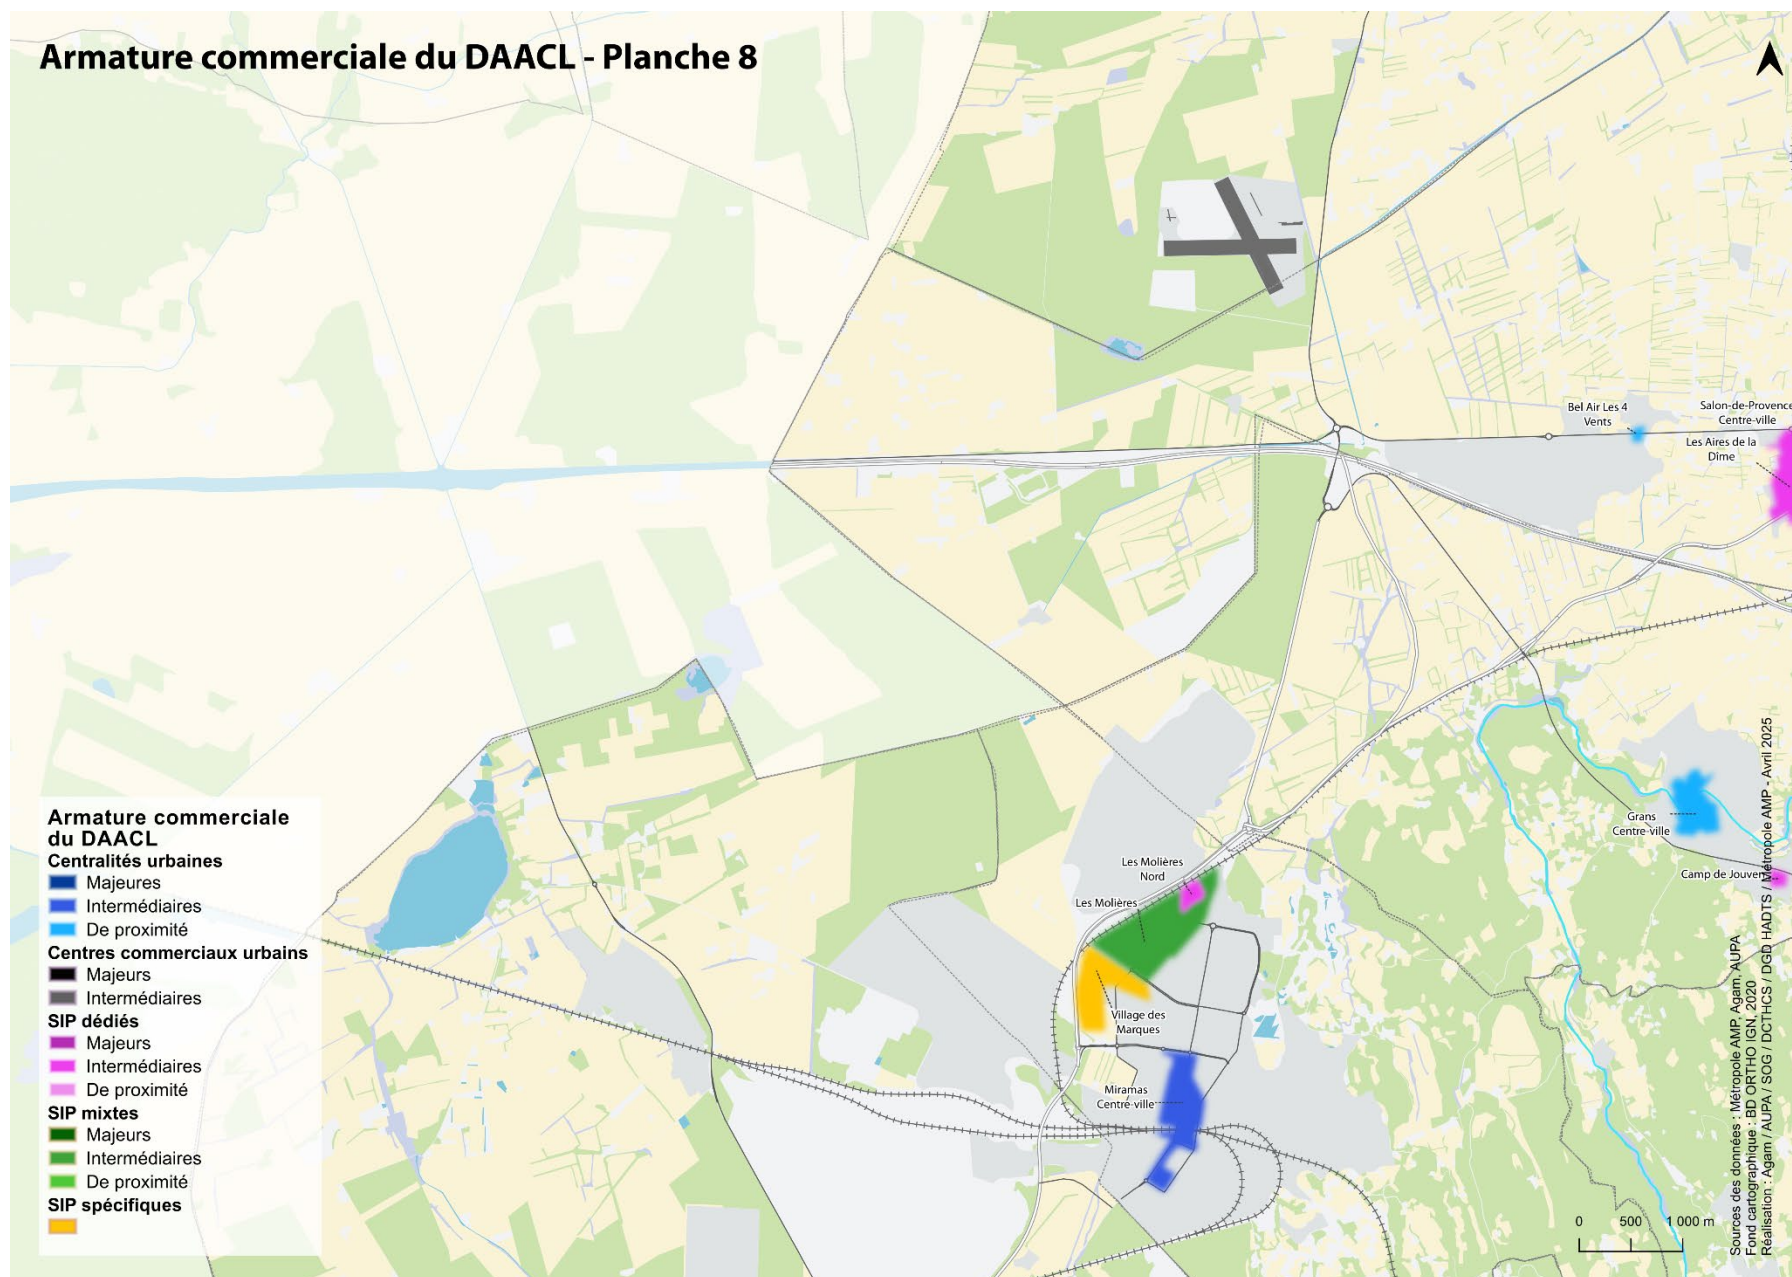 Armature commerciale du DAACL - Planche 8
Bel Air Les 4
Vents
Salon-de-Provence
Centre-ville
Les Aires de la
Dîme
Grans
Centre-ville
Camp de Jouven
Les Molières
Nord
Les Molières
Village des
Marques
Miramas
Centre-ville
Armature commerciale
du DAACL
Centralités urbaines
Majeures
Intermédiaires
De proximité
Centres commerciaux urbains
Majeurs
Intermédiaires
SIP dédiés
Majeurs
Intermédiaires
De proximité
SIP mixtes
Majeurs
Intermédiaires
De proximité
SIP spécifiques
0 500 1 000 m
Sources des données : Métropole AMP, Agam, AUPA
Fond cartographique : BD ORTHO IGN, 2020
Réalisation : Agam / AUPA / SOG / DCTHCS / DGD HADTS / Métropole AMP - Avril 2025